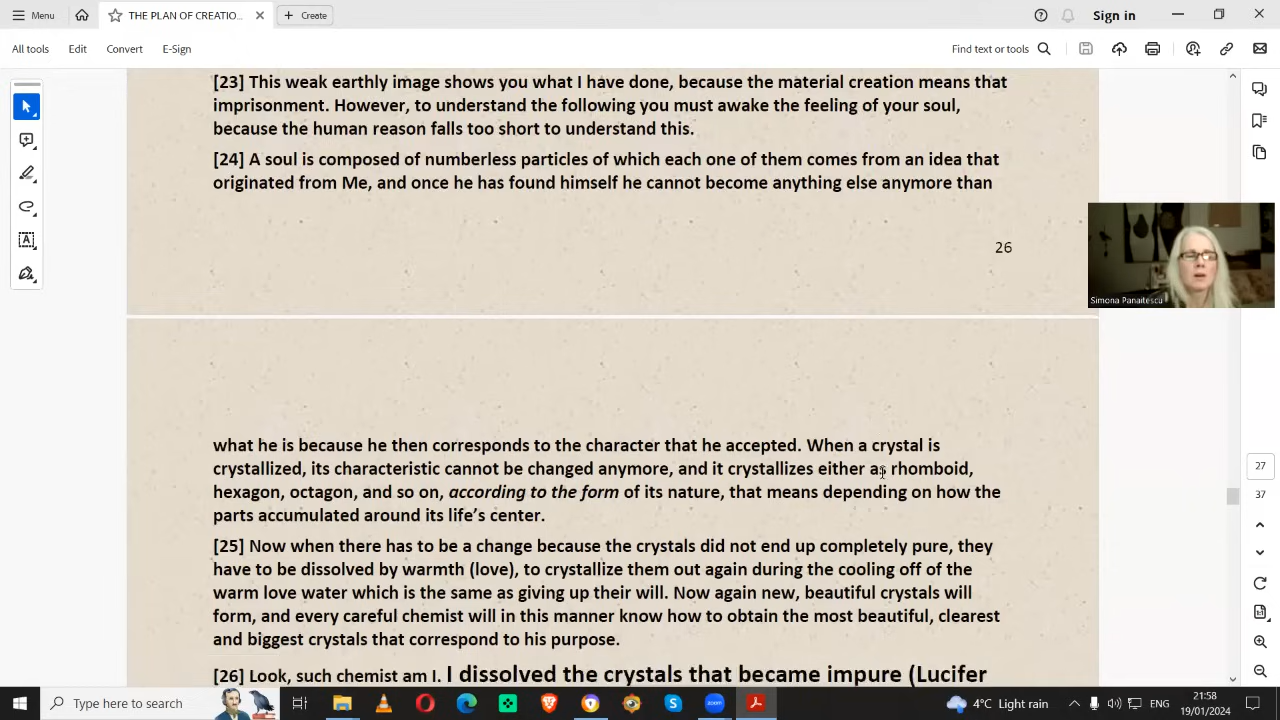 Menu
THE PLAN OF CREATIO...
Create
Sign in
All tools
Edit
Convert
E-Sign
Find text or tools
[23] This weak earthly image shows you what I have done, because the material creation means that
imprisonment. However, to understand the following you must awake the feeling of your soul,
because the human reason falls too short to understand this.
[24] A soul is composed of numberless particles of which each one of them comes from an idea that
originated from Me, and once he has found himself he cannot become anything else anymore than
26
Simona Panaitescu
what he is because he then corresponds to the character that he accepted. When a crystal is
crystallized, its characteristic cannot be changed anymore, and it crystallizes either as rhomboid,
hexagon, octagon, and so on, according to the form of its nature, that means depending on how the
parts accumulated around its life's center.
[25] Now when there has to be a change because the crystals did not end up completely pure, they
have to be dissolved by warmth (love), to crystallize them out again during the cooling off of the
warm love water which is the same as giving up their will. Now again new, beautiful crystals will
form, and every careful chemist will in this manner know how to obtain the most beautiful, clearest
and biggest crystals that correspond to his purpose.
[26] Look, such chemist am I. I dissolved the crystals that became impure (Lucifer
27
37
Type here to search
zoom
4°C Light rain
ENG
21:58
19/01/2024